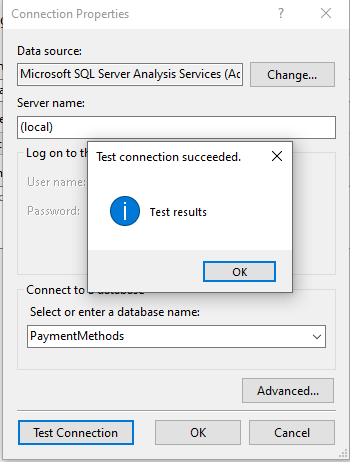 Connection Properties
?
Data source:
Microsoft SQL Server Analysis Services (Ac
Change...
Server name:
(local)
Log on to th
User name:
Password:
Test connection succeeded.
Test results
OK
Connect to a database
Select or enter a database name:
PaymentMethods
Advanced...
Test Connection
OK
Cancel